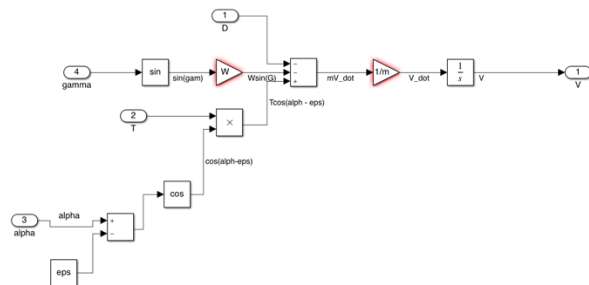 1
D
4
gamma
sin
sin(gam)
W
Wsin(G)
−
−
+
mV_dot
1/m
V_dot
1
s
V
1
V
Tcos(alph - eps)
2
T
×
cos(alph-eps)
cos
3
alpha
alpha
+
−
eps